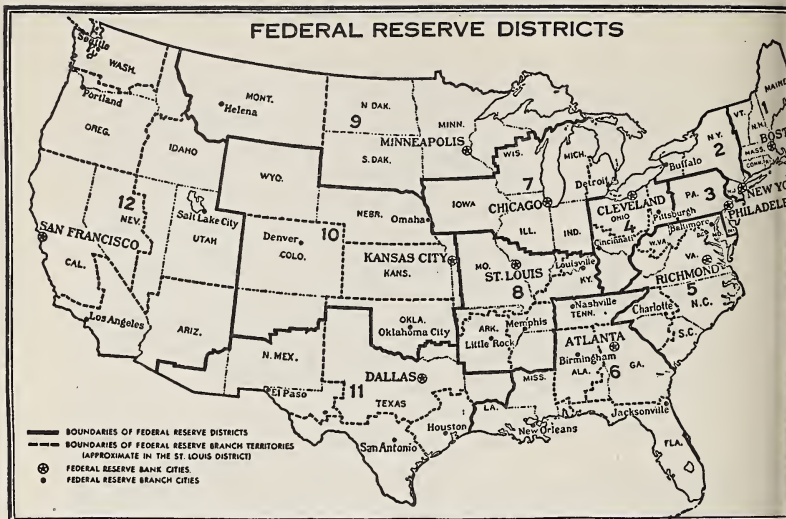 FEDERAL RESERVE DISTRICTS
Seattle
WASH.
Portland
OREG.
IDAHO
MONT.
Helena
N DAK.
9
S. DAK.
MINN.
MINNEAPOLIS
WIS.
MICH.
7
Detroit
CHICAGO
IOWA
ILL.
IND.
WYO.
NEBR.
Omaha
12
NEV.
SAN FRANCISCO
CAL.
Los Angeles
Salt Lake City
UTAH
ARIZ.
Denver
COLO.
10
KANSAS CITY
KANS.
MO.
ST. LOUIS
8
Louisville
KY.
CLEVELAND
OHIO
4
Cincinnati
Pittsburgh
PA.
3
N.Y.
2
Buffalo
VT.
N.H.
MAINE
1
MASS.
CONN.
BOST
NEW YO
PHILADEL
Baltimore
W.VA.
VA.
RICHMOND
5
N.C.
Charlotte
S.C.
Nashville
TENN.
Memphis
ARK.
Little Rock
OKLA.
Oklahoma City
N. MEX.
El Paso
DALLAS
11
TEXAS
San Antonio
Houston
LA.
New Orleans
MISS.
ATLANTA
Birmingham
ALA.
6
GA.
Jacksonville
FLA.
BOUNDARIES OF FEDERAL RESERVE DISTRICTS
BOUNDARIES OF FEDERAL RESERVE BRANCH TERRITORIES
(APPROXIMATE IN THE ST. LOUIS DISTRICT)
FEDERAL RESERVE BANK CITIES
FEDERAL RESERVE BRANCH CITIES